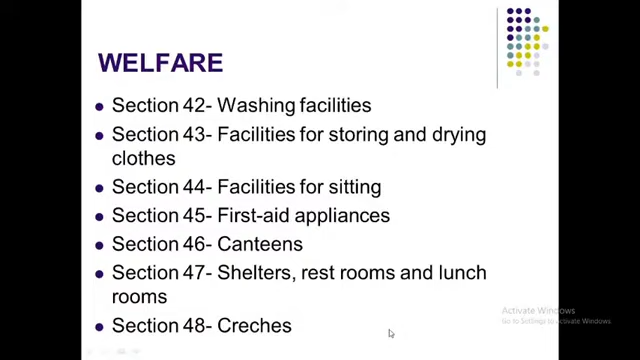 WELFARE
Section 42- Washing facilities
Section 43- Facilities for storing and drying
clothes
Section 44- Facilities for sitting
Section 45- First-aid appliances
Section 46- Canteens
Section 47- Shelters, rest rooms and lunch
rooms
Section 48- Creches
Activate Windows
Go to Settings to activate Windows.